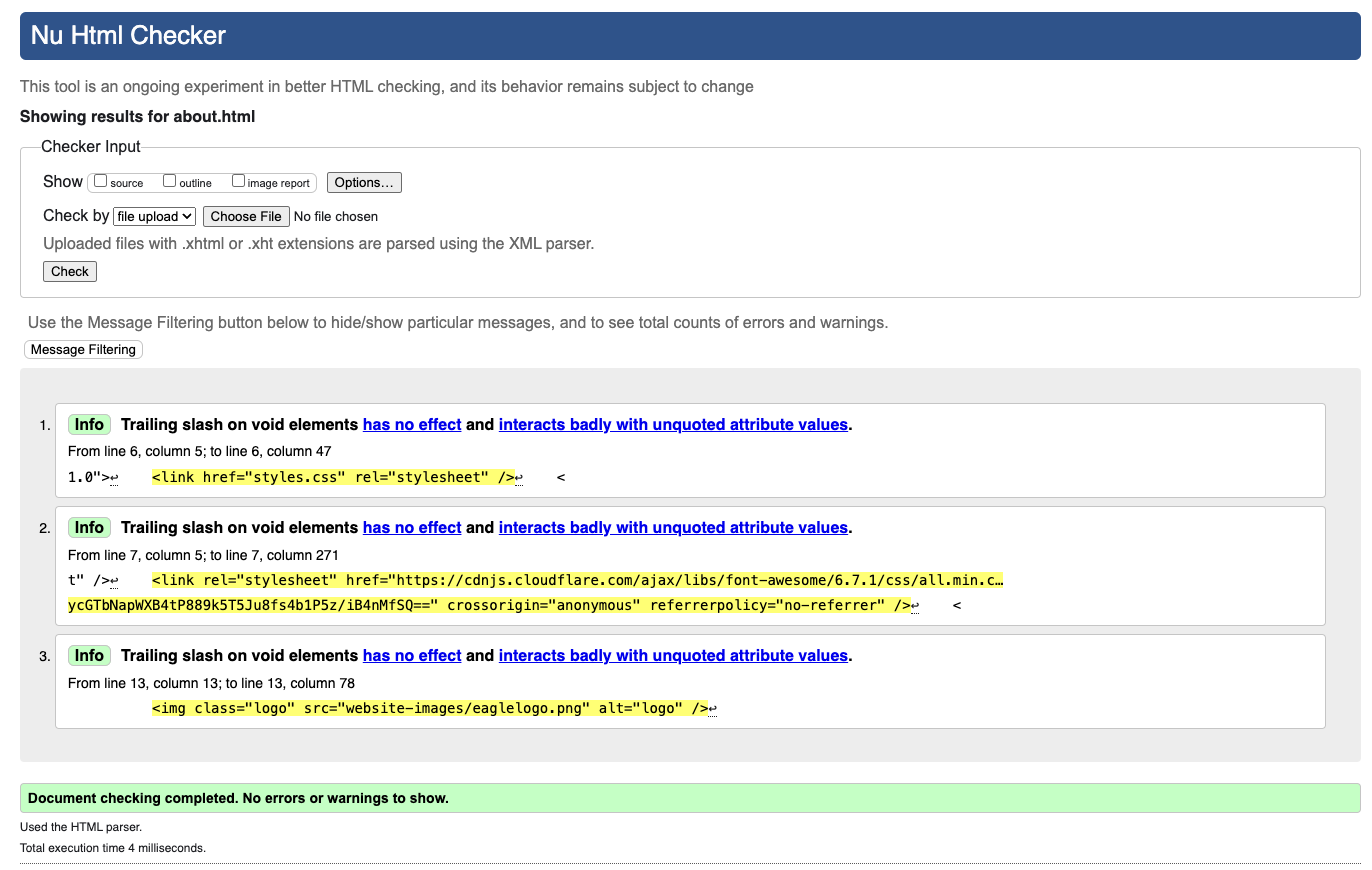 Nu Html Checker
This tool is an ongoing experiment in better HTML checking, and its behavior remains subject to change
Showing results for about.html
Checker Input
Show source outline image report Options…
Check by file upload Choose File No file chosen
Uploaded files with .xhtml or .xht extensions are parsed using the XML parser.
Check
Use the Message Filtering button below to hide/show particular messages, and to see total counts of errors and warnings.
Message Filtering
1. Info Trailing slash on void elements has no effect and interacts badly with unquoted attribute values.
From line 6, column 5; to line 6, column 47
1.0">↩ <link href="styles.css" rel="stylesheet" />↩ <
2. Info Trailing slash on void elements has no effect and interacts badly with unquoted attribute values.
From line 7, column 5; to line 7, column 271
t" />↩ <link rel="stylesheet" href="https://cdnjs.cloudflare.com/ajax/libs/font-awesome/6.7.1/css/all.min.c…
ycGTbNapWXB4tP889k5T5Ju8fs4b1P5z/iB4nMfSQ==" crossorigin="anonymous" referrerpolicy="no-referrer" />↩ <
3. Info Trailing slash on void elements has no effect and interacts badly with unquoted attribute values.
From line 13, column 13; to line 13, column 78
<img class="logo" src="website-images/eaglelogo.png" alt="logo" />↩
Document checking completed. No errors or warnings to show.
Used the HTML parser.
Total execution time 4 milliseconds.